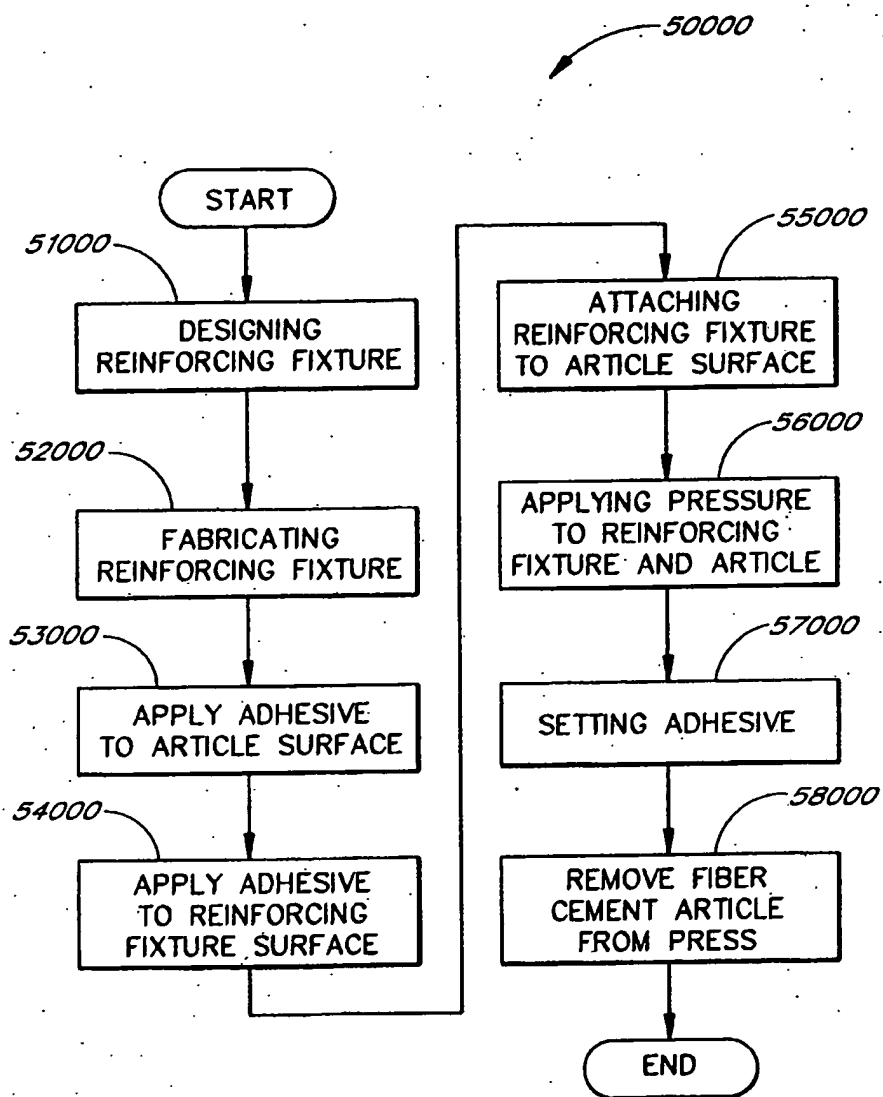 50000
START
51000
DESIGNING
REINFORCING FIXTURE
52000
FABRICATING
REINFORCING FIXTURE
53000
APPLY ADHESIVE
TO ARTICLE SURFACE
54000
APPLY ADHESIVE
TO REINFORCING
FIXTURE SURFACE
55000
ATTACHING
REINFORCING FIXTURE
TO ARTICLE SURFACE
56000
APPLYING PRESSURE
TO REINFORCING
FIXTURE AND ARTICLE
57000
SETTING ADHESIVE
58000
REMOVE FIBER
CEMENT ARTICLE
FROM PRESS
END